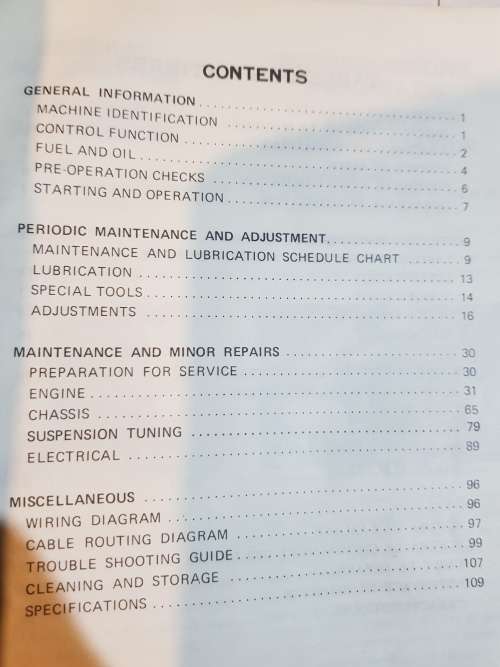 CONTENTS
GENERAL INFORMATION . . . . . . . . . . 1
MACHINE IDENTIFICATION . . . . . . . . . . 1
CONTROL FUNCTION . . . . . . . . . . 2
FUEL AND OIL . . . . . . . . . . 4
PRE-OPERATION CHECKS . . . . . . . . . . 6
STARTING AND OPERATION . . . . . . . . . . 7
PERIODIC MAINTENANCE AND ADJUSTMENT. . . . . . . . . . 9
MAINTENANCE AND LUBRICATION SCHEDULE CHART . . . . . . . . 9
LUBRICATION . . . . . . . . . . 13
SPECIAL TOOLS . . . . . . . . . . 14
ADJUSTMENTS . . . . . . . . . . 16
MAINTENANCE AND MINOR REPAIRS . . . . . . . . . . 30
PREPARATION FOR SERVICE . . . . . . . . . . 30
ENGINE . . . . . . . . . . 31
CHASSIS . . . . . . . . . . 65
SUSPENSION TUNING . . . . . . . . . . 79
ELECTRICAL . . . . . . . . . . 89
MISCELLANEOUS . . . . . . . . . . 96
WIRING DIAGRAM . . . . . . . . . . 96
CABLE ROUTING DIAGRAM . . . . . . . . . . 97
TROUBLE SHOOTING GUIDE . . . . . . . . . . 99
CLEANING AND STORAGE . . . . . . . . . . 107
SPECIFICATIONS . . . . . . . . . . 109